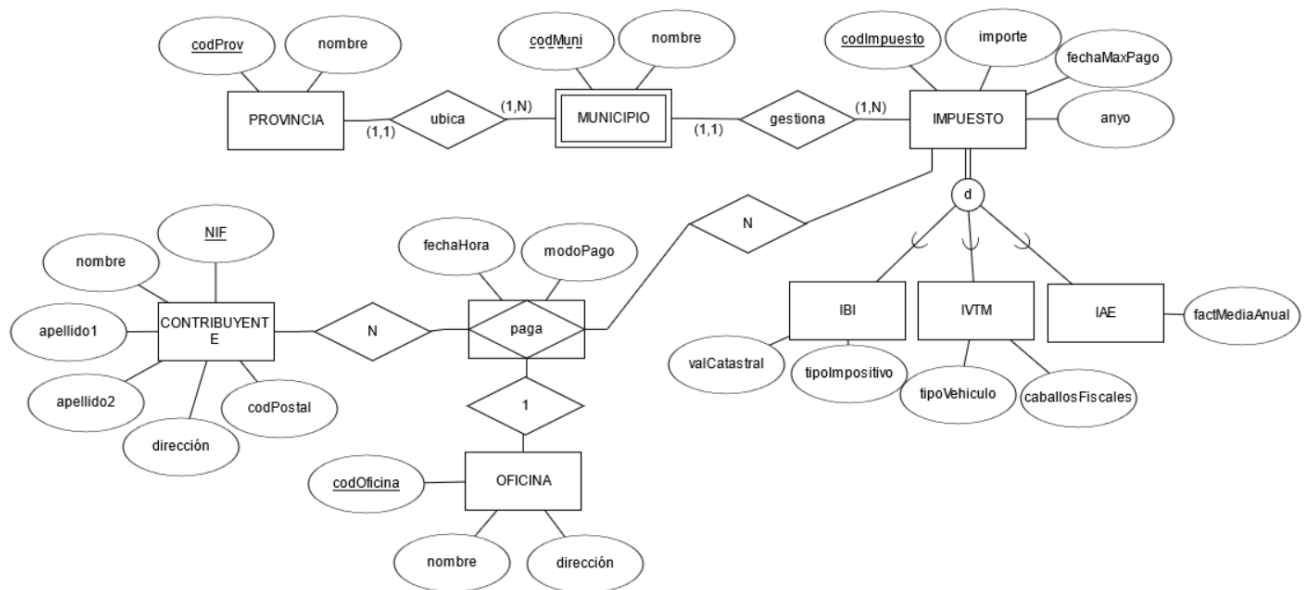 codProv
nombre
codMuni
nombre
codImpuesto
importe
fechaMaxPago
anyo
PROVINCIA
(1,1)
ubica
(1,N)
MUNICIPIO
(1,1)
gestiona
(1,N)
IMPUESTO
d
N
NIF
nombre
apellido1
apellido2
dirección
codPostal
CONTRIBUYENT
E
N
fechaHora
modoPago
paga
1
OFICINA
codOficina
nombre
dirección
IBI
IVTM
IAE
factMediaAnual
valCatastral
tipoImpositivo
tipoVehiculo
caballosFiscales